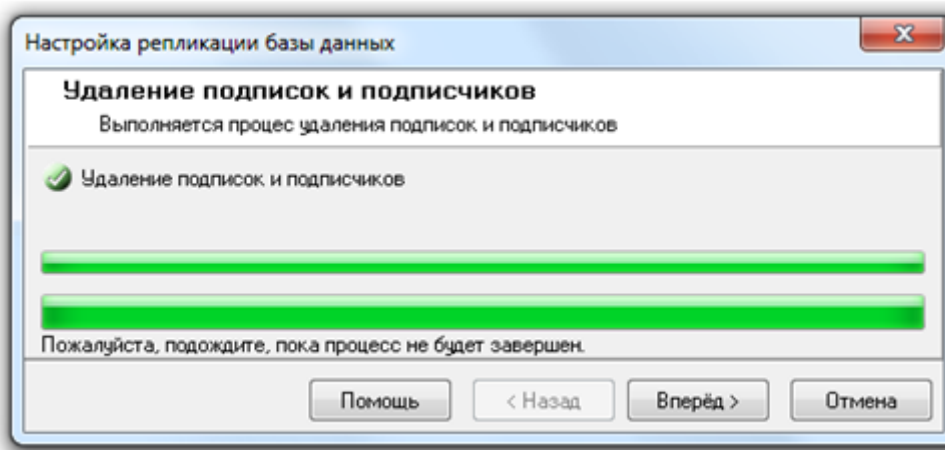 Настройка репликации базы данных
Удаление подписок и подписчиков
Выполняется процес удаления подписок и подписчиков
Удаление подписок и подписчиков
Пожалуйста, подождите, пока процесс не будет завершен.
Помощь < Назад Вперёд > Отмена